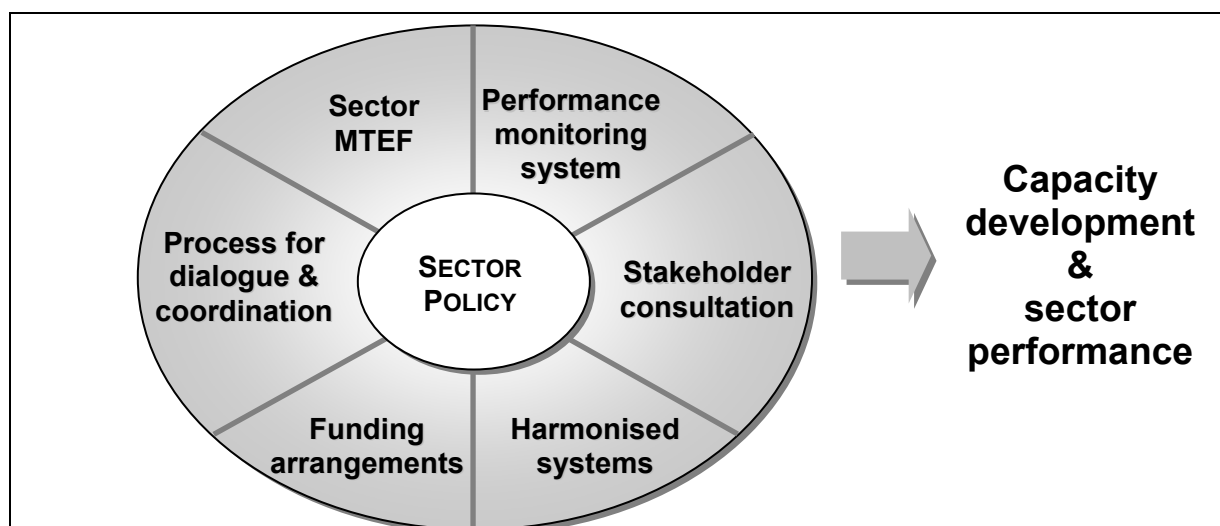 Sector
MTEF
Performance
monitoring
system
Process for
dialogue &
coordination
SECTOR
POLICY
Stakeholder
consultation
Funding
arrangements
Harmonised
systems
Capacity
development
&
sector
performance